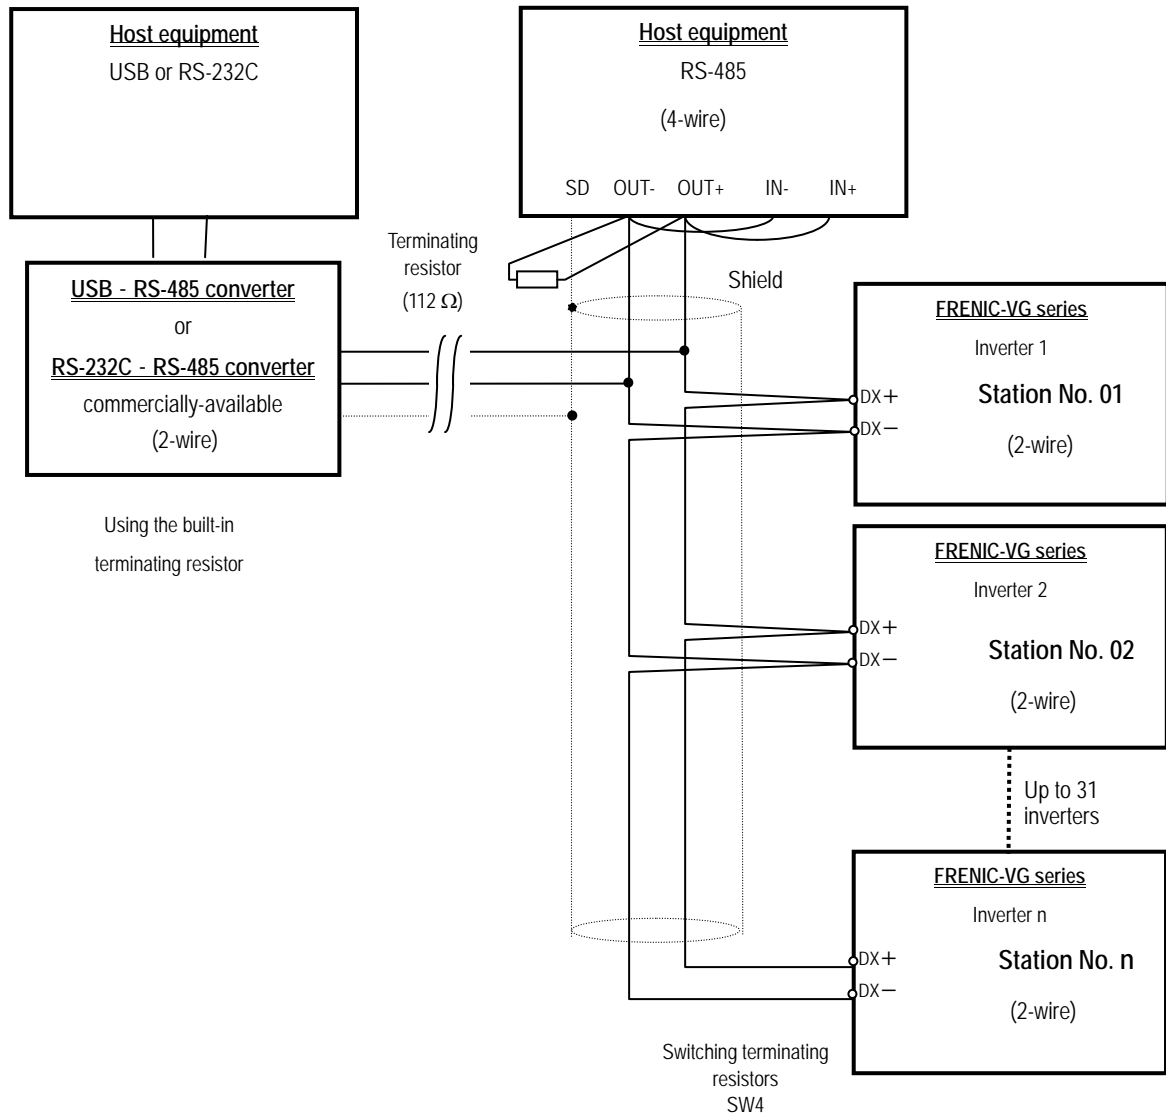 Host equipment
USB or RS-232C
Host equipment
RS-485
(4-wire)
SD OUT- OUT+ IN- IN+
Terminating
resistor
(112 Ω)
Shield
USB - RS-485 converter
or
RS-232C - RS-485 converter
commercially-available
(2-wire)
Using the built-in
terminating resistor
FRENIC-VG series
Inverter 1
Station No. 01
(2-wire)
DX+
DX−
FRENIC-VG series
Inverter 2
Station No. 02
(2-wire)
DX+
DX−
Up to 31
inverters
FRENIC-VG series
Inverter n
Station No. n
(2-wire)
DX+
DX−
Switching terminating
resistors
SW4